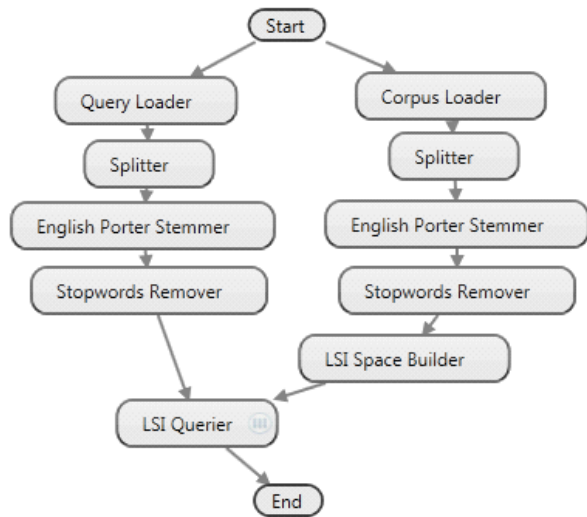 Start
Query Loader
Corpus Loader
Splitter
Splitter
English Porter Stemmer
English Porter Stemmer
Stopwords Remover
Stopwords Remover
LSI Space Builder
LSI Querier
End